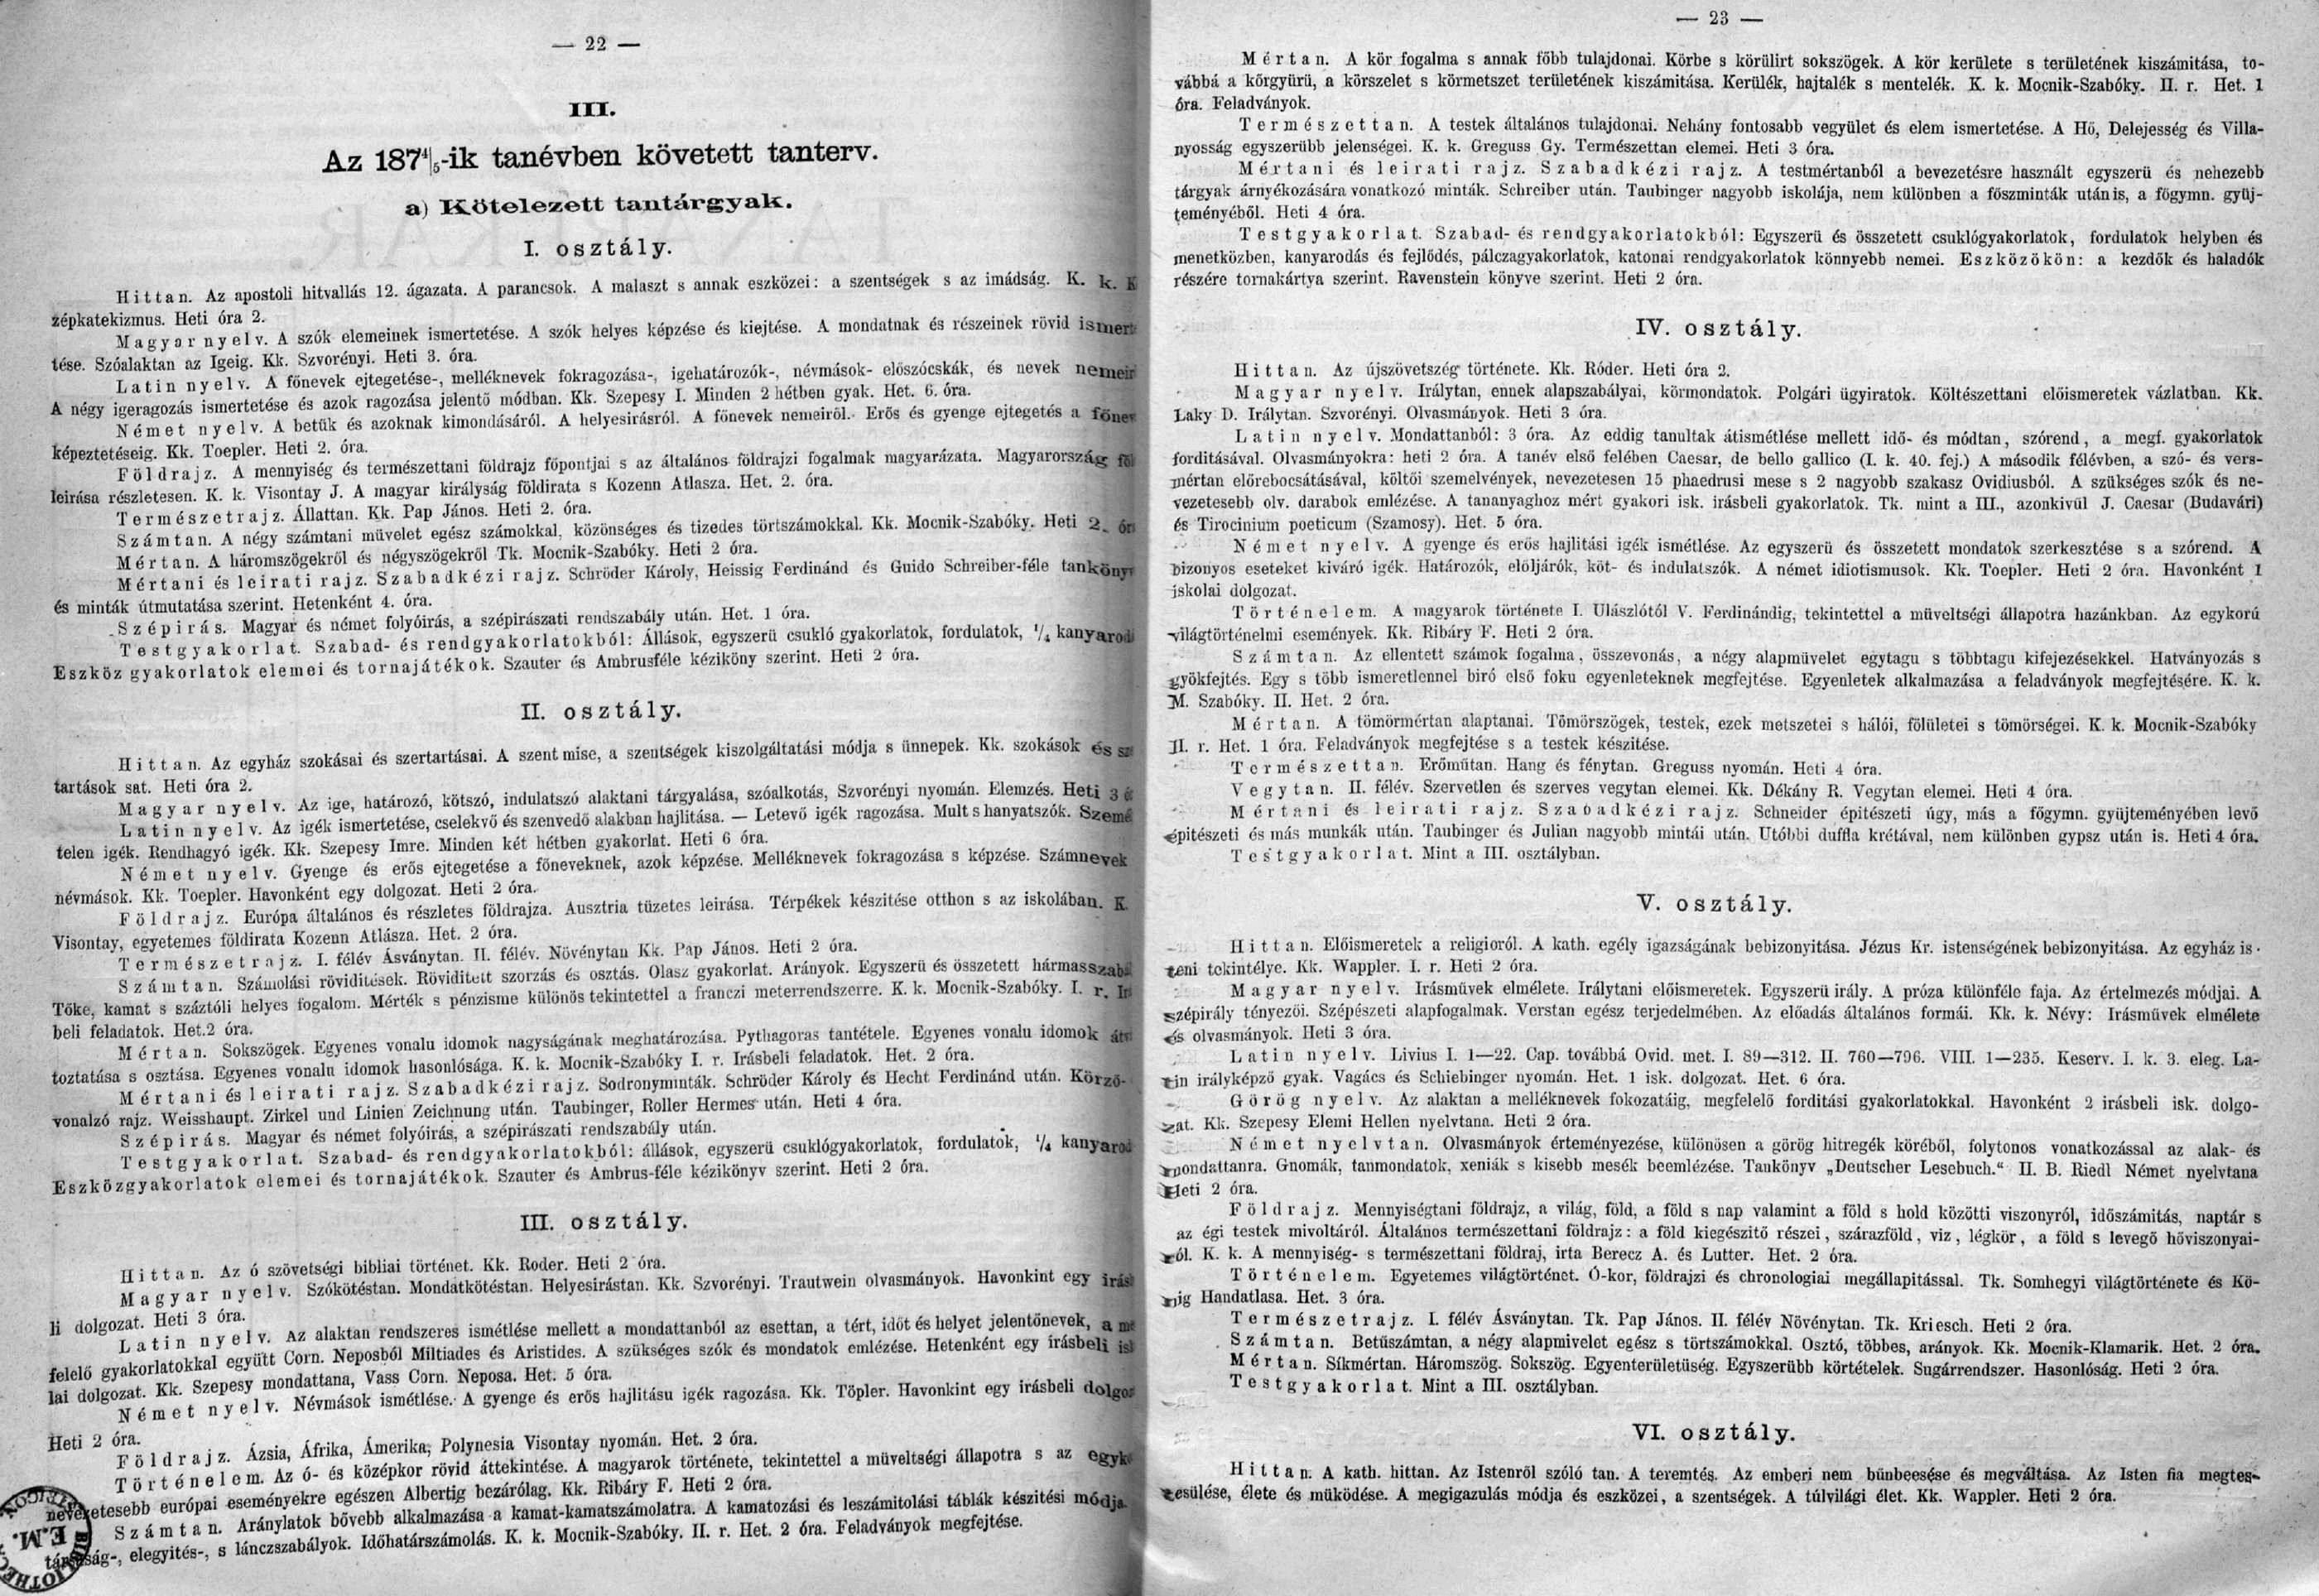 — 22 —
III.
Az 187⁴|₅-ik tanévben követett tanterv.
a) Kötelezett tantárgyak.
I. osztály.
Hittan. Az apostoli hitvallás 12. ágazata. A parancsok. A malaszt s annak eszközei: a szentségek s az imádság. K. k. K
zépkatekizmus. Heti óra 2.
Magyar nyelv. A szók elemeinek ismertetése. A szók helyes képzése és kiejtése. A mondatnak és részeinek rövid ismer
tése. Szóalaktan az Igeig. Kk. Szvorényi. Heti 3. óra.
Latin nyelv. A főnevek ejtegetése-, melléknevek fokragozása-, igehatározók-, névmások- előszócskák, és nevek nemeir
A négy igeragozás ismertetése és azok ragozása jelentő módban. Kk. Szepesy I. Minden 2 hétben gyak. Het. 6. óra.
Német nyelv. A betük és azoknak kimondásáról. A helyesirásról. A főnevek nemeiről. Erős és gyenge ejtegetés a főnev
képeztetéseig. Kk. Toepler. Heti 2. óra.
Földrajz. A mennyiség és természettani földrajz főpontjai s az általános földrajzi fogalmak magyarázata. Magyarország föl
leirása részletesen. K. k. Visontay J. A magyar királyság földirata s Kozenn Atlasza. Het. 2. óra.
Természetrajz. Állattan. Kk. Pap János. Heti 2. óra.
Számtan. A négy számtani művelet egész számokkal, közönséges és tizedes törtszámokkal. Kk. Mocnik-Szabóky. Heti 2. ór
Mértan. A háromszögekről és négyszögekről Tk. Mocnik-Szabóky. Heti 2 óra.
Mértani és leirati rajz. Szabadkézi rajz. Schröder Károly, Heissig Ferdinánd és Guido Schreiber-féle tanköny
és minták útmutatása szerint. Hetenként 4. óra.
Szépirás. Magyar és német folyóirás, a szépirászati rendszabály után. Het. 1 óra.
Testgyakorlat. Szabad- és rendgyakorlatokból: Állások, egyszerü csukló gyakorlatok, fordulatok, ¹/₄ kanyarod
Eszköz gyakorlatok elemei és tornajátékok. Szauter és Ambrusféle kéziköny szerint. Heti 2 óra.
II. osztály.
Hittan. Az egyház szokásai és szertartásai. A szent mise, a szentségek kiszolgáltatási módja s ünnepek. Kk. szokások és sz
tartások sat. Heti óra 2.
Magyar nyelv. Az ige, határozó, kötszó, indulatszó alaktani tárgyalása, szóalkotás, Szvorényi nyomán. Elemzés. Heti 3 ó
Latin nyelv. Az igék ismertetése, cselekvő és szenvedő alakban hajlitása. — Letevő igék ragozása. Mult s hanyatszók. Szemé
telen igék. Rendhagyó igék. Kk. Szepesy Imre. Minden két hétben gyakorlat. Heti 6 óra.
Német nyelv. Gyenge és erős ejtegetése a főneveknek, azok képzése. Melléknevek fokragozása s képzése. Számnevek
névmások. Kk. Toepler. Havonként egy dolgozat. Heti 2 óra.
Földrajz. Európa általános és részletes földrajza. Ausztria tüzetes leirása. Térpékek készitése otthon s az iskolában. K.
Visontay, egyetemes földirata Kozenn Atlásza. Het. 2 óra.
Természetrajz. I. félév Ásványtan. II. félév. Növénytan Kk. Pap János. Heti 2 óra.
Számtan. Számolási röviditések. Röviditett szorzás és osztás. Olasz gyakorlat. Arányok. Egyszerü és összetett hármasszabá
Tőke, kamat s száztóli helyes fogalom. Mérték s pénzisme különös tekintettel a franczi meterrendszerre. K. k. Mocnik-Szabóky. I. r. Ir
beli feladatok. Het.2 óra.
Mértan. Sokszögek. Egyenes vonalu idomok nagyságának meghatározása. Pythagoras tantétele. Egyenes vonalu idomok átv
toztatása s osztása. Egyenes vonalu idomok hasonlósága. K. k. Mocnik-Szabóky I. r. Irásbeli feladatok. Het. 2 óra.
Mértani és leirati rajz. Szabadkézi rajz. Sodronyminták. Schröder Károly és Hecht Ferdinánd után. Körző-
vonalzó rajz. Weisshaupt. Zirkel und Linien Zeichnung után. Taubinger, Roller Hermes után. Heti 4 óra.
Szépirás. Magyar és német folyóirás, a szépirászati rendszabály után.
Testgyakorlat. Szabad- és rendgyakorlatokból: állások, egyszerü csuklógyakorlatok, fordulatok, ¹/₄ kanyarod
Eszközgyakorlatok elemei és tornajátékok. Szauter és Ambrus-féle kézikönyv szerint. Heti 2 óra.
III. osztály.
Hittan. Az ó szövetségi bibliai történet. Kk. Roder. Heti 2 óra.
Magyar nyelv. Szókötéstan. Mondatkötéstan. Helyesirástan. Kk. Szvorényi. Trautwein olvasmányok. Havonkint egy irás
li dolgozat. Heti 3 óra.
Latin nyelv. Az alaktan rendszeres ismétlése mellett a mondattanból az esettan, a tért, időt és helyet jelentőnevek, a me
felelő gyakorlatokkal együtt Corn. Neposból Miltiades és Aristides. A szükséges szók és mondatok emlézése. Hetenként egy irásbeli is
lai dolgozat. Kk. Szepesy mondattana, Vass Corn. Neposa. Het. 5 óra.
Német nyelv. Névmások ismétlése. A gyenge és erős hajlitásu igék ragozása. Kk. Töpler. Havonkint egy irásbeli dolgoz
Heti 2 óra.
Földrajz. Ázsia, Áfrika, Ámerika, Polynesia Visontay nyomán. Het. 2 óra.
Történelem. Az ó- és középkor rövid áttekintése. A magyarok története, tekintettel a müveltségi állapotra s az egyk
nevezetesebb európai eseményekre egészen Albertig bezárólag. Kk. Ribáry F. Heti 2 óra.
Számtan. Aránylatok bővebb alkalmazása a kamat-kamatszámolatra. A kamatozási és leszámitolási táblák készitési módja
társaság-, elegyités-, s lánczszabályok. Időhatárszámolás. K. k. Mocnik-Szabóky. II. r. Het. 2 óra. Feladványok megfejtése.
E.M.
— 23 —
Mértan. A kör fogalma s annak főbb tulajdonai. Körbe s körülirt sokszögek. A kör kerülete s területének kiszámitása, to-
vábbá a kőrgyürü, a körszelet s körmetszet területének kiszámitása. Kerülék, hajtalék s mentelék. K. k. Mocnik-Szabóky. II. r. Het. 1
óra. Feladványok.
Természettan. A testek általános tulajdonai. Nehány fontosabb vegyület és elem ismertetése. A Hő, Delejesség és Villa-
nyosság egyszerübb jelenségei. K. k. Greguss Gy. Természettan elemei. Heti 3 óra.
Mértani és leirati rajz. Szabadkézi rajz. A testmértanból a bevezetésre használt egyszerü és nehezebb
tárgyak árnyékozására vonatkozó minták. Schreiber után. Taubinger nagyobb iskolája, nem különben a főszminták után is, a főgymn. gyüj-
teményéből. Heti 4 óra.
Testgyakorlat. Szabad- és rendgyakorlatokból: Egyszerü és összetett csuklógyakorlatok, fordulatok helyben és
menetközben, kanyarodás és fejlődés, pálczagyakorlatok, katonai rendgyakorlatok könnyebb nemei. Eszközökön: a kezdők és haladók
részére tornakártya szerint. Ravenstein könyve szerint. Heti 2 óra.
IV. osztály.
Hittan. Az újszövetszég története. Kk. Róder. Heti óra 2.
Magyar nyelv. Irálytan, ennek alapszabályai, körmondatok. Polgári ügyiratok. Költészettani előismeretek vázlatban. Kk.
Laky D. Irálytan. Szvorényi. Olvasmányok. Heti 3 óra.
Latin nyelv. Mondattanból: 3 óra. Az eddig tanultak átismétlése mellett idő- és módtan, szórend, a megf. gyakorlatok
forditásával. Olvasmányokra: heti 2 óra. A tanév első felében Caesar, de bello gallico (I. k. 40. fej.) A második félévben, a szó- és vers-
mértan előrebocsátásával, költői szemelvények, nevezetesen 15 phaedrusi mese s 2 nagyobb szakasz Ovidiusból. A szükséges szók és ne-
vezetesebb olv. darabok emlézése. A tananyaghoz mért gyakori isk. irásbeli gyakorlatok. Tk. mint a III., azonkivül J. Caesar (Budavári)
és Tirocinium poeticum (Szamosy). Het. 5 óra.
Német nyelv. A gyenge és erős hajlitási igék ismétlése. Az egyszerü és összetett mondatok szerkesztése s a szórend. A
bizonyos eseteket kiváró igék. Határozók, elöljárók, köt- és indulatszók. A német idiotismusok. Kk. Toepler. Heti 2 óra. Havonként 1
iskolai dolgozat.
Történelem. A magyarok története I. Ulászlótól V. Ferdinándig, tekintettel a müveltségi állapotra hazánkban. Az egykorú
világtörténelmi események. Kk. Ribáry F. Heti 2 óra.
Számtan. Az ellentett számok fogalma, összevonás, a négy alapmüvelet egytagu s többtagu kifejezésekkel. Hatványozás s
gyökfejtés. Egy s több ismeretlennel biró első foku egyenleteknek megfejtése. Egyenletek alkalmazása a feladványok megfejtésére. K. k.
M. Szabóky. II. Het. 2 óra.
Mértan. A tömörmértan alaptanai. Tömörszögek, testek, ezek metszetei s hálói, fölületei s tömörségei. K. k. Mocnik-Szabóky
II. r. Het. 1 óra. Feladványok megfejtése s a testek készitése.
Természettan. Erőműtan. Hang és fénytan. Greguss nyomán. Heti 4 óra.
Vegytan. II. félév. Szervetlen és szerves vegytan elemei. Kk. Dékány R. Vegytan elemei. Heti 4 óra.
Mértani és leirati rajz. Szabadkézi rajz. Schneider épitészeti úgy, más a főgymn. gyüjteményében levő
épitészeti és más munkák után. Taubinger és Julian nagyobb mintái után. Utóbbi duffla krétával, nem különben gypsz után is. Heti 4 óra.
Testgyakorlat. Mint a III. osztályban.
V. osztály.
Hittan. Előismeretek a religioról. A kath. egély igazságának bebizonyitása. Jézus Kr. istenségének bebizonyitása. Az egyház is-
teni tekintélye. Kk. Wappler. I. r. Heti 2 óra.
Magyar nyelv. Irásművek elmélete. Irálytani előismeretek. Egyszerü irály. A próza különféle faja. Az értelmezés módjai. A
szépirály tényezői. Szépészeti alapfogalmak. Verstan egész terjedelmében. Az előadás általános formái. Kk. k. Névy: Irásművek elmélete
és olvasmányok. Heti 3 óra.
Latin nyelv. Livius I. 1—22. Cap. továbbá Ovid. met. I. 89—312. II. 760—796. VIII. 1—235. Keserv. I. k. 3. eleg. La-
tin irályképző gyak. Vagács és Schiebinger nyomán. Het. 1 isk. dolgozat. Het. 6 óra.
Görög nyelv. Az alaktan a melléknevek fokozatáig, megfelelő forditási gyakorlatokkal. Havonként 2 irásbeli isk. dolgo-
zat. Kk. Szepesy Elemi Hellen nyelvtana. Heti 2 óra.
Német nyelvtan. Olvasmányok érteményezése, különösen a görög hitregék köréből, folytonos vonatkozással az alak- és
mondattanra. Gnomák, tanmondatok, xeniák s kisebb mesék beemlézése. Tankönyv „Deutscher Lesebuch.“ II. B. Riedl Német nyelvtana
Heti 2 óra.
Földrajz. Mennyiségtani földrajz, a világ, föld, a föld s nap valamint a föld s hold közötti viszonyról, időszámitás, naptár s
az égi testek mivoltáról. Általános természettani földrajz: a föld kiegészitő részei, szárazföld, viz, légkör, a föld s levegő hőviszonyai-
ról. K. k. A mennyiség- s természettani földraj, irta Berecz A. és Lutter. Het. 2 óra.
Történelem. Egyetemes világtörténet. Ó-kor, földrajzi és chronologiai megállapitással. Tk. Somhegyi világtörténete és Kö-
nig Handatlasa. Het. 3 óra.
Természetrajz. I. félév Ásványtan. Tk. Pap János. II. félév Növénytan. Tk. Kriesch. Heti 2 óra.
Számtan. Betűszámtan, a négy alapmivelet egész s törtszámokkal. Osztó, többes, arányok. Kk. Mocnik-Klamarik. Het. 2 óra.
Mértan. Síkmértan. Háromszög. Sokszög. Egyenterületüség. Egyszerübb körtételek. Sugárrendszer. Hasonlóság. Heti 2 óra.
Testgyakorlat. Mint a III. osztályban.
VI. osztály.
Hittan. A kath. hittan. Az Istenről szóló tan. A teremtés. Az emberi nem bűnbeesése és megváltása. Az Isten fia megtes-
tesülése, élete és müködése. A megigazulás módja és eszközei, a szentségek. A túlvilági élet. Kk. Wappler. Heti 2 óra.